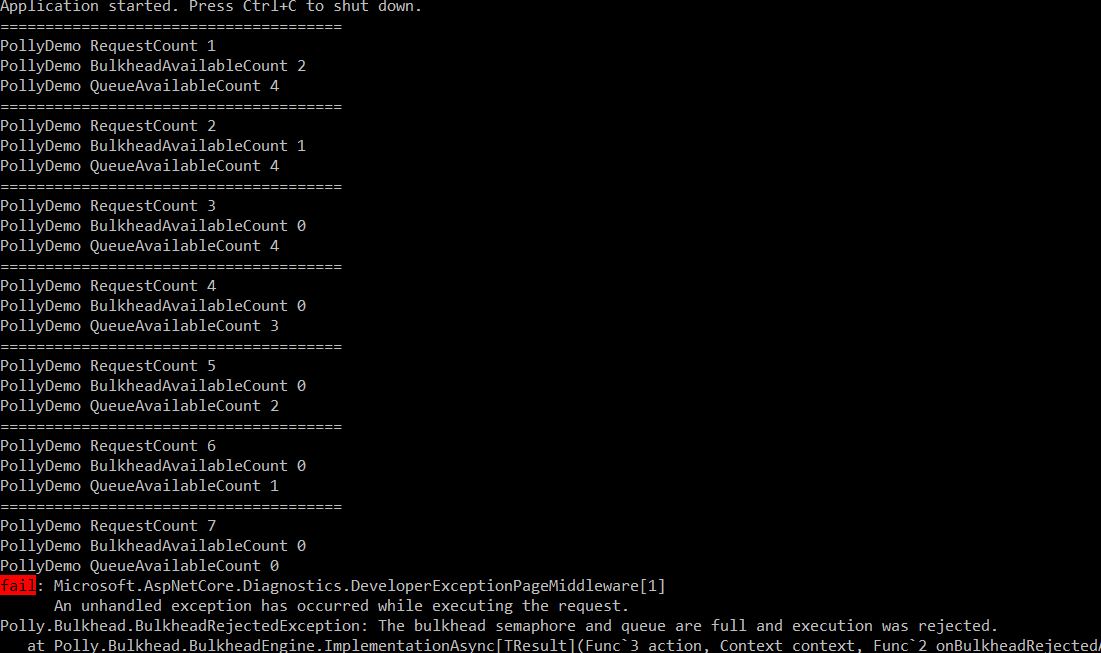 Application started. Press Ctrl+C to shut down.
======================================
PollyDemo RequestCount 1
PollyDemo BulkheadAvailableCount 2
PollyDemo QueueAvailableCount 4
======================================
PollyDemo RequestCount 2
PollyDemo BulkheadAvailableCount 1
PollyDemo QueueAvailableCount 4
======================================
PollyDemo RequestCount 3
PollyDemo BulkheadAvailableCount 0
PollyDemo QueueAvailableCount 4
======================================
PollyDemo RequestCount 4
PollyDemo BulkheadAvailableCount 0
PollyDemo QueueAvailableCount 3
======================================
PollyDemo RequestCount 5
PollyDemo BulkheadAvailableCount 0
PollyDemo QueueAvailableCount 2
======================================
PollyDemo RequestCount 6
PollyDemo BulkheadAvailableCount 0
PollyDemo QueueAvailableCount 1
======================================
PollyDemo RequestCount 7
PollyDemo BulkheadAvailableCount 0
PollyDemo QueueAvailableCount 0
fail: Microsoft.AspNetCore.Diagnostics.DeveloperExceptionPageMiddleware[1]
      An unhandled exception has occurred while executing the request.
Polly.Bulkhead.BulkheadRejectedException: The bulkhead semaphore and queue are full and execution was rejected.
   at Polly.Bulkhead.BulkheadEngine.ImplementationAsync[TResult](Func`3 action, Context context, Func`2 onBulkheadRejectedA